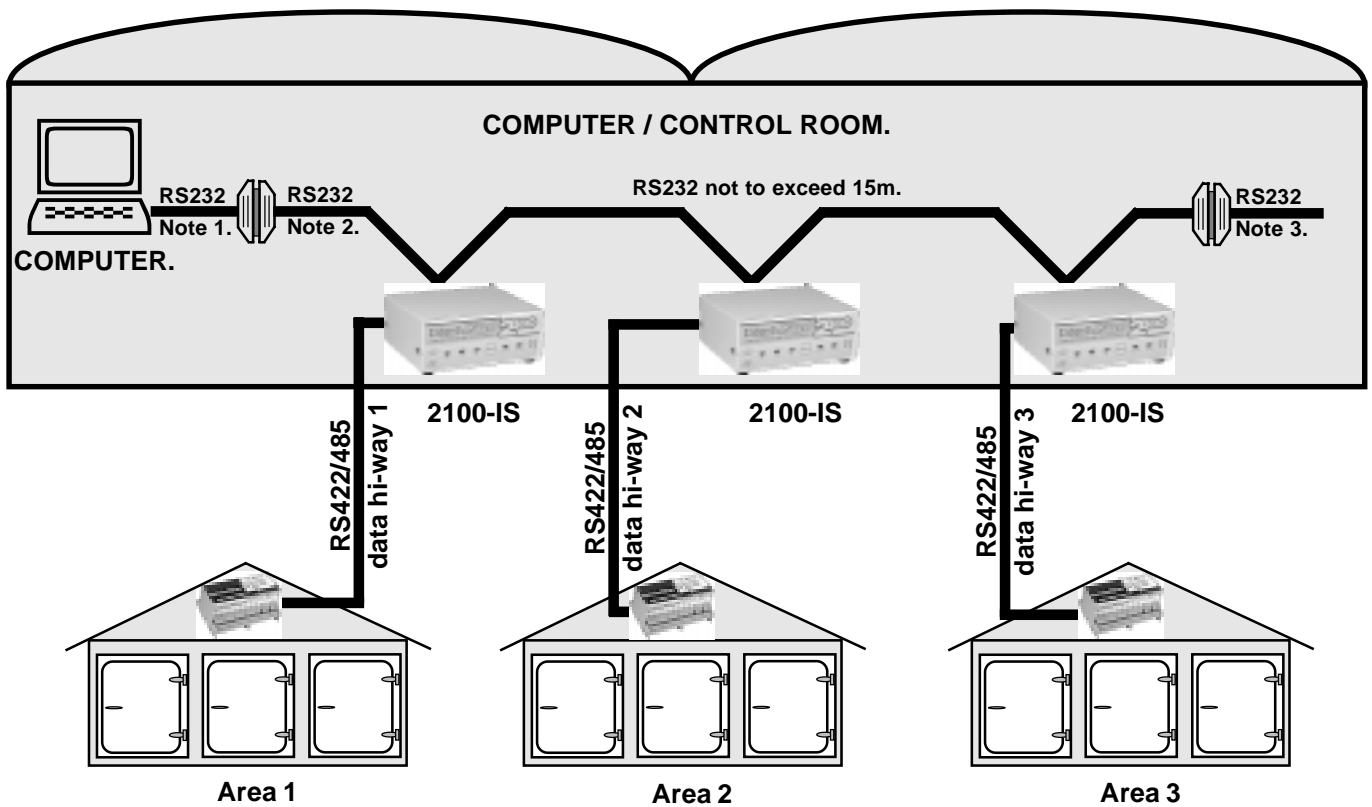 COMPUTER / CONTROL ROOM.
RS232
Note 1.
RS232
Note 2.
RS232 not to exceed 15m.
RS232
Note 3.
COMPUTER.
2100-IS
2100-IS
2100-IS
RS422/485
data hi-way 1
RS422/485
data hi-way 2
RS422/485
data hi-way 3
Area 1
Area 2
Area 3